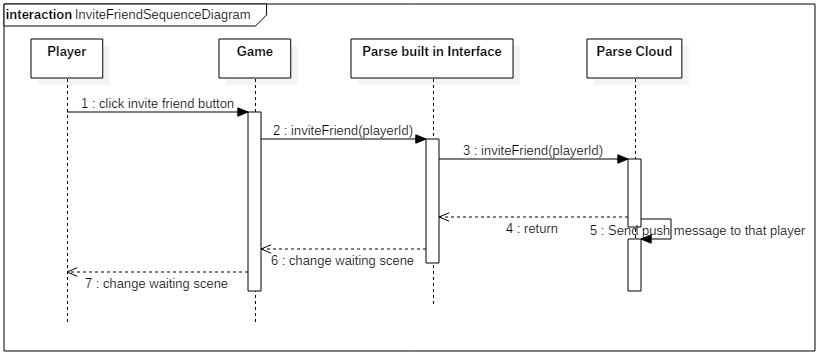 interaction InviteFriendSequenceDiagram
Player
Game
Parse built in Interface
Parse Cloud
1 : click invite friend button
2 : inviteFriend(playerId)
3 : inviteFriend(playerId)
4 : return
5 : Send push message to that player
6 : change waiting scene
7 : change waiting scene